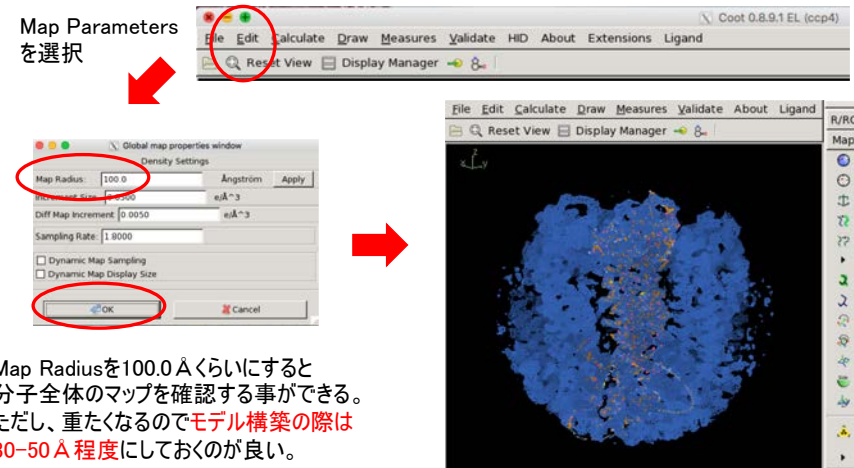 Map Parameters
を選択
Coot 0.8.9.1 EL (ccp4)
File Edit Calculate Draw Measures Validate HID About Extensions Ligand
Reset View Display Manager
Global map properties window
Density Settings
Map Radius: 100.0 Ångström Apply
Increment Size 0.0500 e/Å^3
Diff Map Increment 0.0050 e/Å^3
Sampling Rate: 1.8000
Dynamic Map Sampling
Dynamic Map Display Size
OK Cancel
File Edit Calculate Draw Measures Validate About Ligand
Reset View Display Manager
R/RC
Map
z
x y
Map Radiusを100.0Åくらいにすると
分子全体のマップを確認する事ができる。
ただし、重たくなるのでモデル構築の際は
30-50Å程度にしておくのが良い。